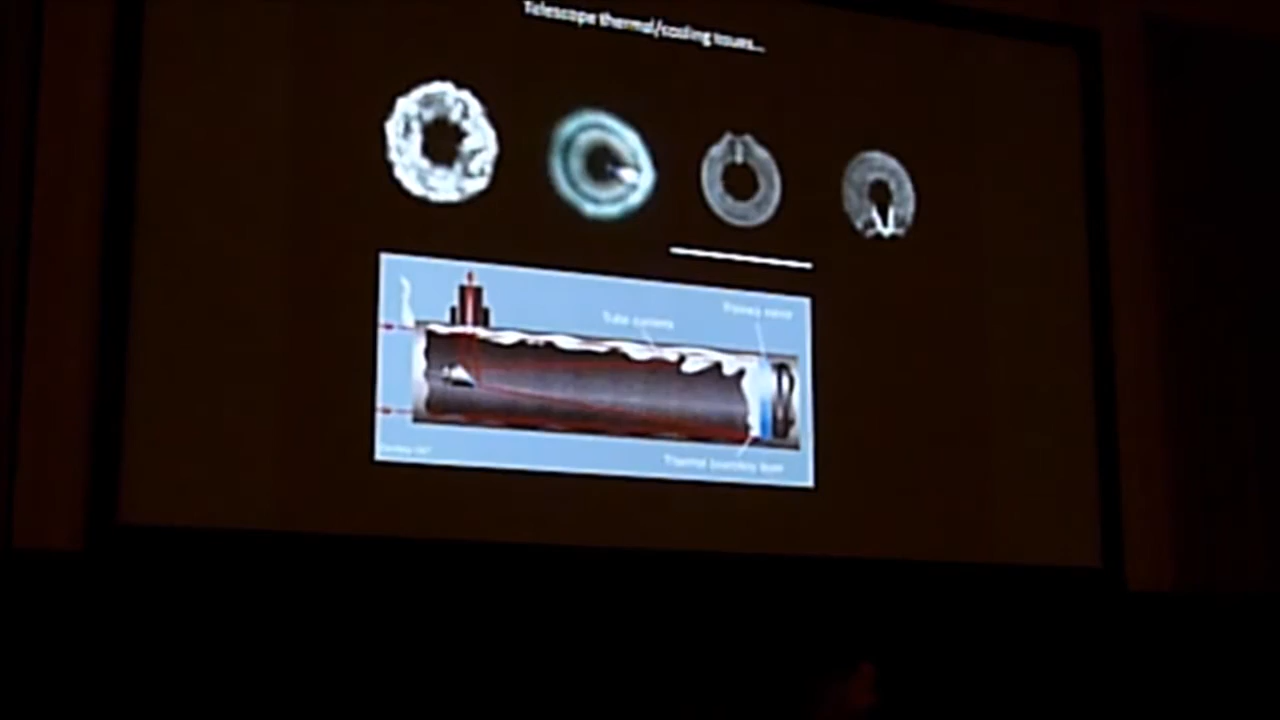 Telescope thermal/cooling issues...
Tube currents
Primary mirror
Thermal boundary layer